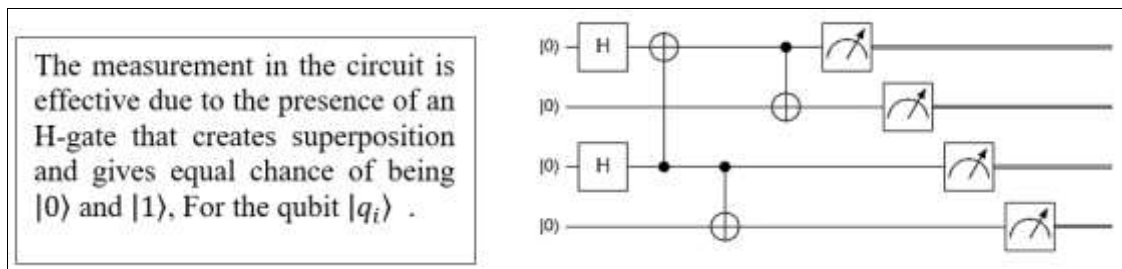 The measurement in the circuit is
effective due to the presence of an
H-gate that creates superposition
and gives equal chance of being
|0⟩ and |1⟩, For the qubit |qᵢ⟩ .
|0⟩ H
|0⟩
|0⟩ H
|0⟩